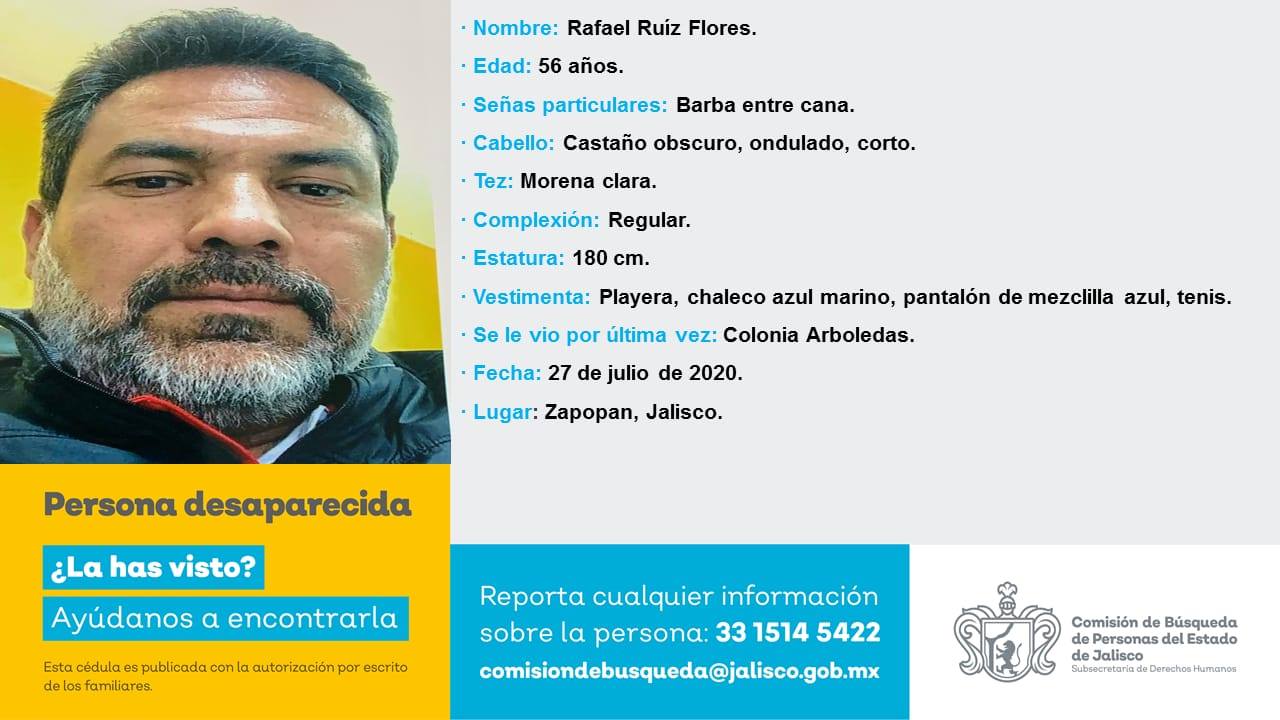 · Nombre: Rafael Ruíz Flores.
· Edad: 56 años.
· Señas particulares: Barba entre cana.
· Cabello: Castaño obscuro, ondulado, corto.
· Tez: Morena clara.
· Complexión: Regular.
· Estatura: 180 cm.
· Vestimenta: Playera, chaleco azul marino, pantalón de mezclilla azul, tenis.
· Se le vio por última vez: Colonia Arboledas.
· Fecha: 27 de julio de 2020.
· Lugar: Zapopan, Jalisco.
Persona desaparecida
¿La has visto?
Ayúdanos a encontrarla
Esta cédula es publicada con la autorización por escrito
de los familiares.
Reporta cualquier información
sobre la persona: 33 1514 5422
comisiondebusqueda@jalisco.gob.mx
Comisión de Búsqueda
de Personas del Estado
de Jalisco
Subsecretaría de Derechos Humanos